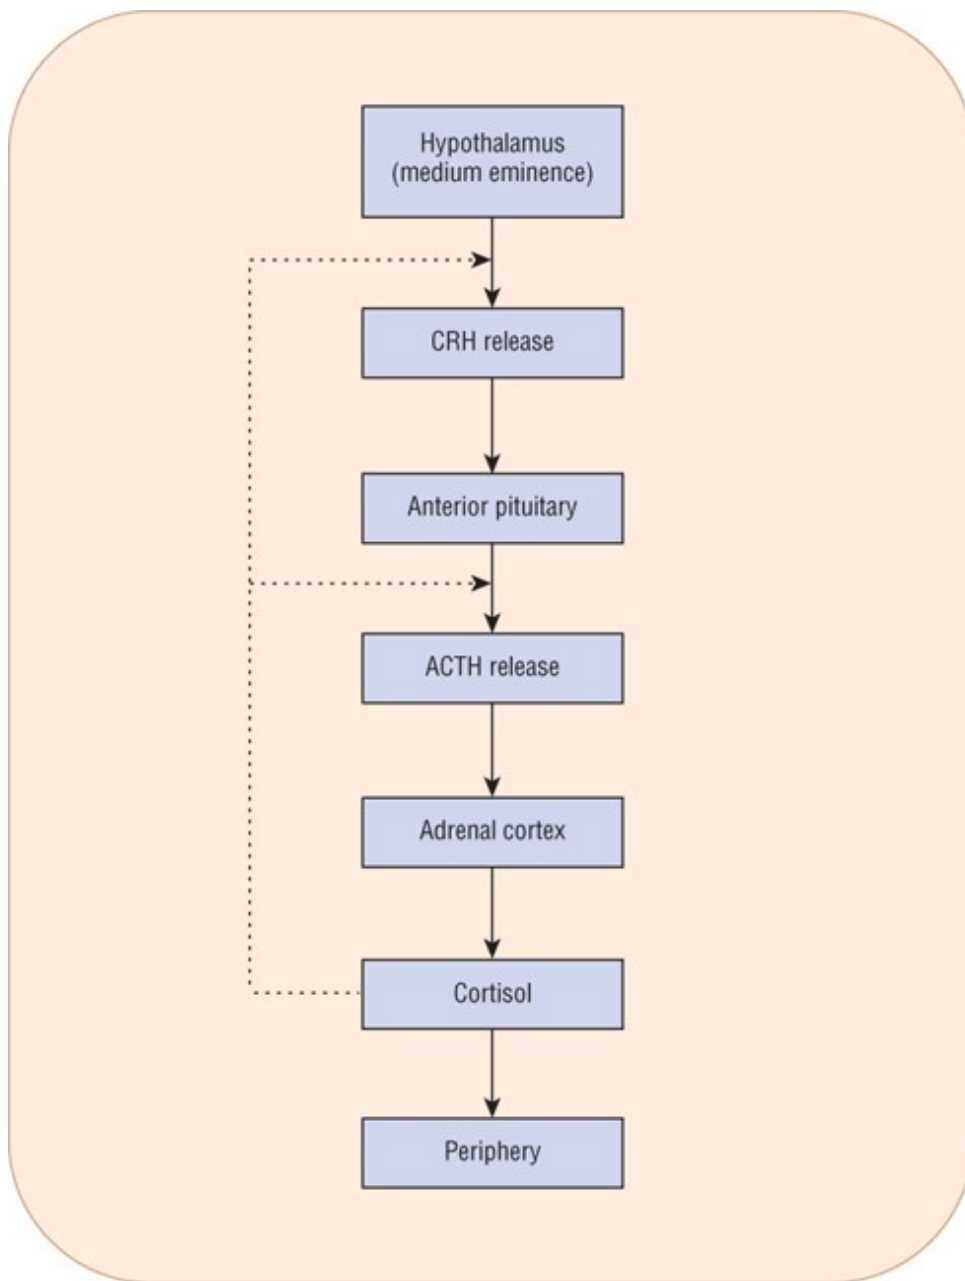 Hypothalamus
(medium eminence)
CRH release
Anterior pituitary
ACTH release
Adrenal cortex
Cortisol
Periphery